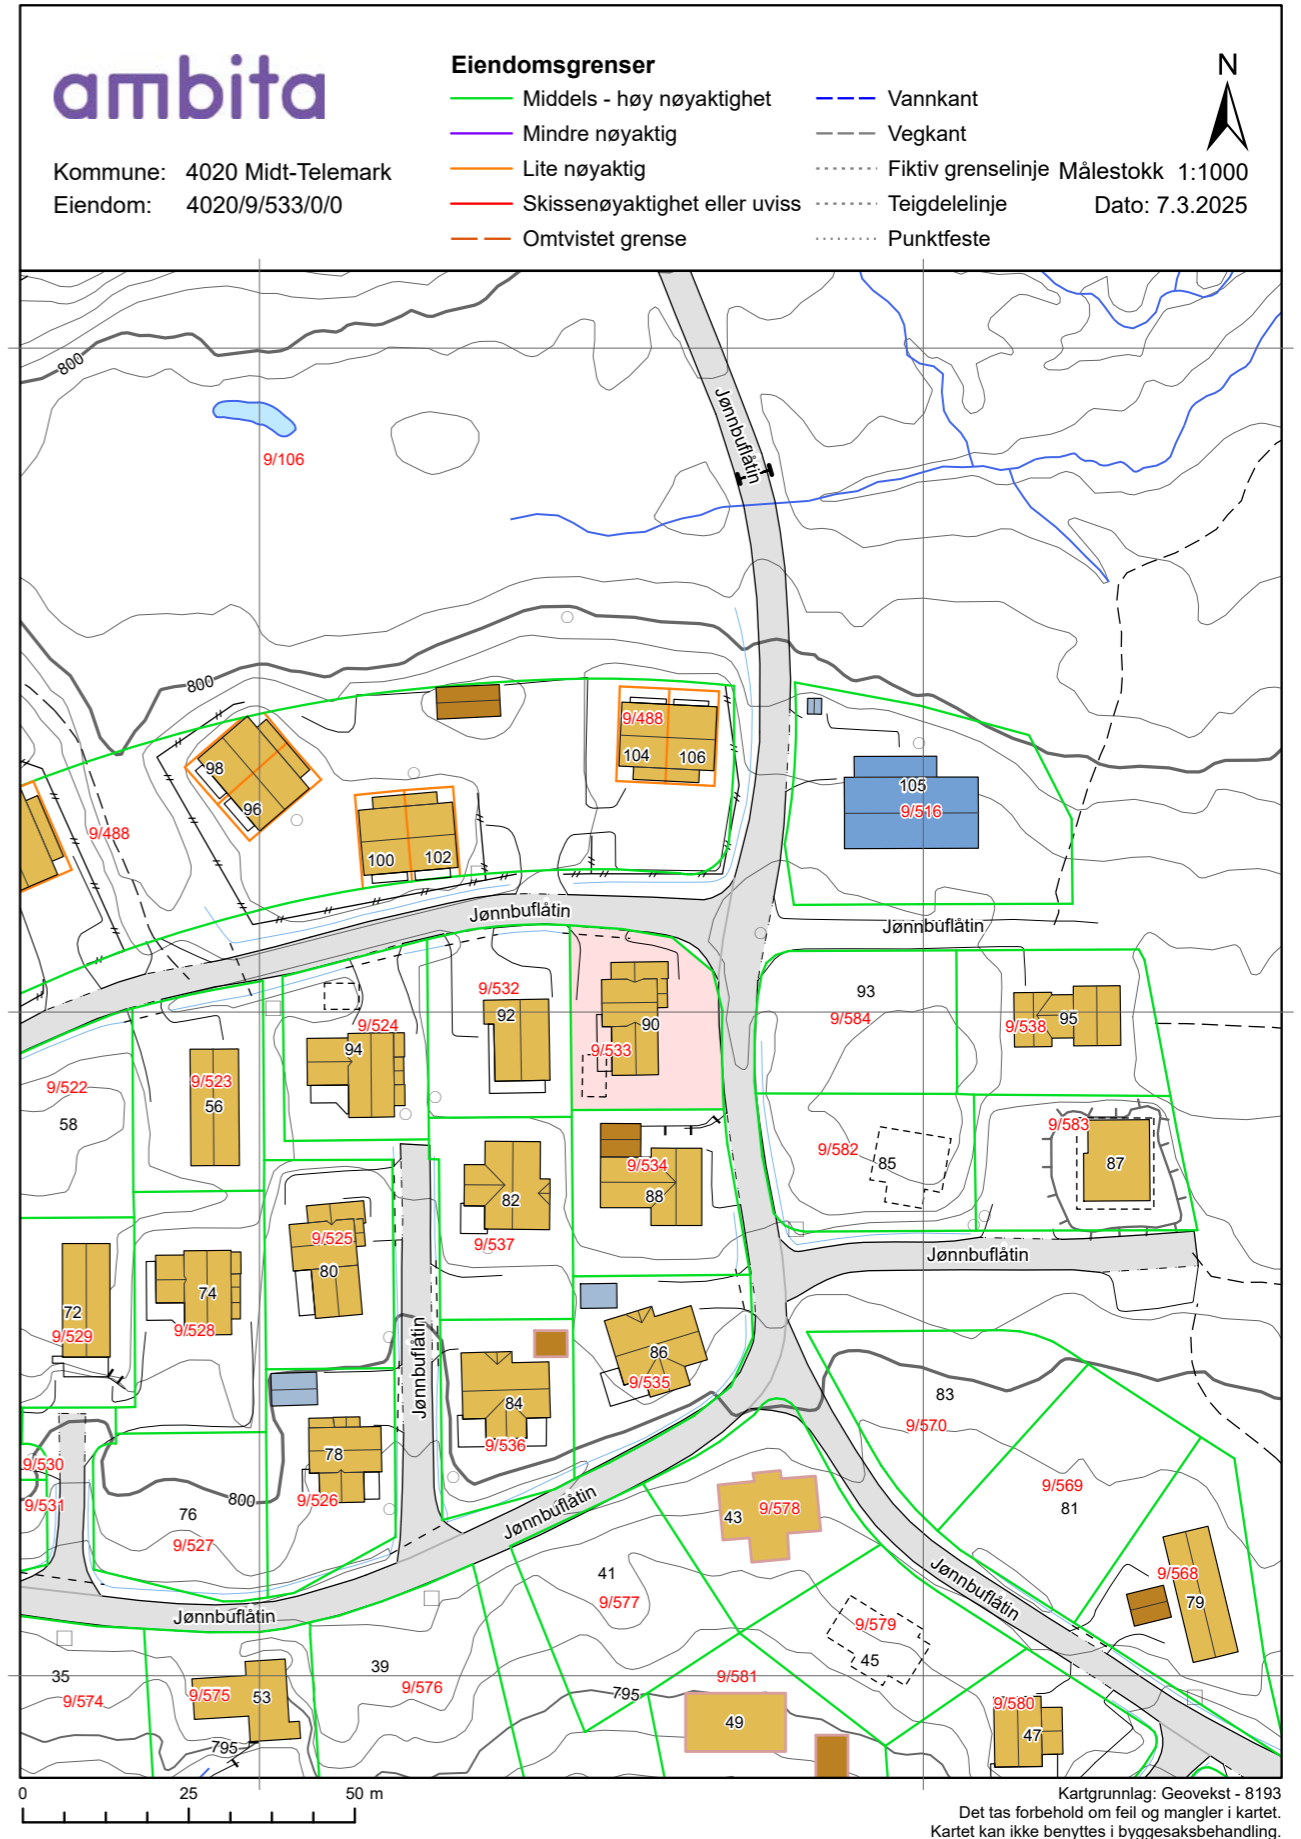 ambita
Kommune: 4020 Midt-Telemark
Eiendom: 4020/9/533/0/0
Eiendomsgrenser
Middels - høy nøyaktighet
Mindre nøyaktig
Lite nøyaktig
Skissenøyaktighet eller uviss
Omtvistet grense
Vannkant
Vegkant
Fiktiv grenselinje
Teigdelelinje
Punktfeste
N
Målestokk 1:1000
Dato: 7.3.2025
800
Jønnbuflåtin
9/106
800
9/488
104
106
98
96
105
9/516
9/488
100
102
Jønnbuflåtin
Jønnbuflåtin
9/532
92
93
9/584
9/524
94
90
9/533
9/538
95
9/522
58
9/523
56
9/583
87
9/582
85
9/534
88
82
9/537
9/525
80
Jønnbuflåtin
74
9/528
72
9/529
Jønnbuflåtin
86
9/535
84
9/536
83
9/570
78
9/526
9/530
9/531
800
76
9/527
Jønnbuflåtin
9/569
81
43
9/578
41
9/577
Jønnbuflåtin
9/568
79
Jønnbuflåtin
9/579
45
35
9/574
9/575
53
39
9/576
795
9/581
49
9/580
47
795
0 25 50 m
Kartgrunnlag: Geovekst - 8193
Det tas forbehold om feil og mangler i kartet.
Kartet kan ikke benyttes i byggesaksbehandling.